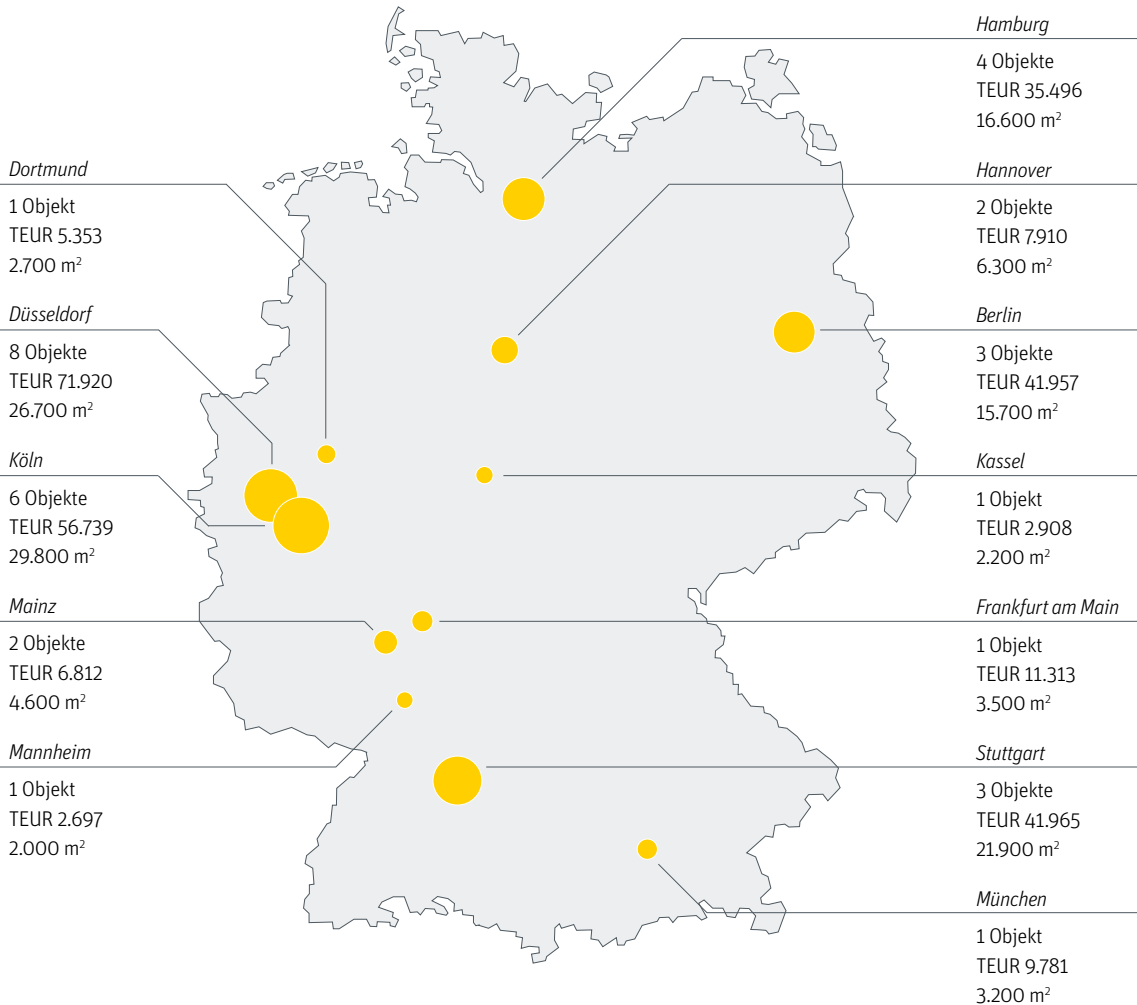 Hamburg
4 Objekte
TEUR 35.496
16.600 m²
Dortmund
1 Objekt
TEUR 5.353
2.700 m²
Hannover
2 Objekte
TEUR 7.910
6.300 m²
Düsseldorf
8 Objekte
TEUR 71.920
26.700 m²
Berlin
3 Objekte
TEUR 41.957
15.700 m²
Köln
6 Objekte
TEUR 56.739
29.800 m²
Kassel
1 Objekt
TEUR 2.908
2.200 m²
Mainz
2 Objekte
TEUR 6.812
4.600 m²
Frankfurt am Main
1 Objekt
TEUR 11.313
3.500 m²
Mannheim
1 Objekt
TEUR 2.697
2.000 m²
Stuttgart
3 Objekte
TEUR 41.965
21.900 m²
München
1 Objekt
TEUR 9.781
3.200 m²